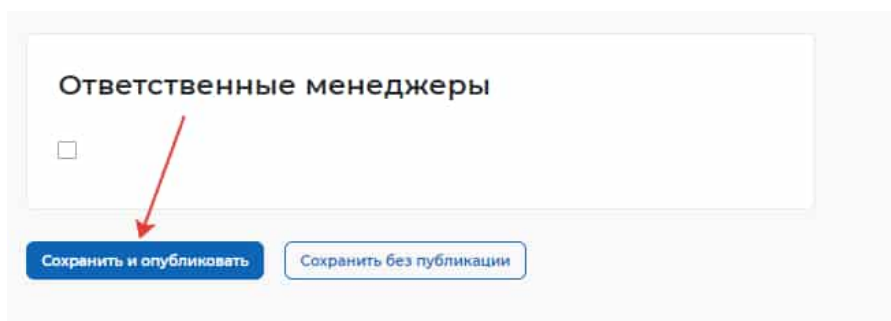 Ответственные менеджеры
Сохранить и опубликовать
Сохранить без публикации